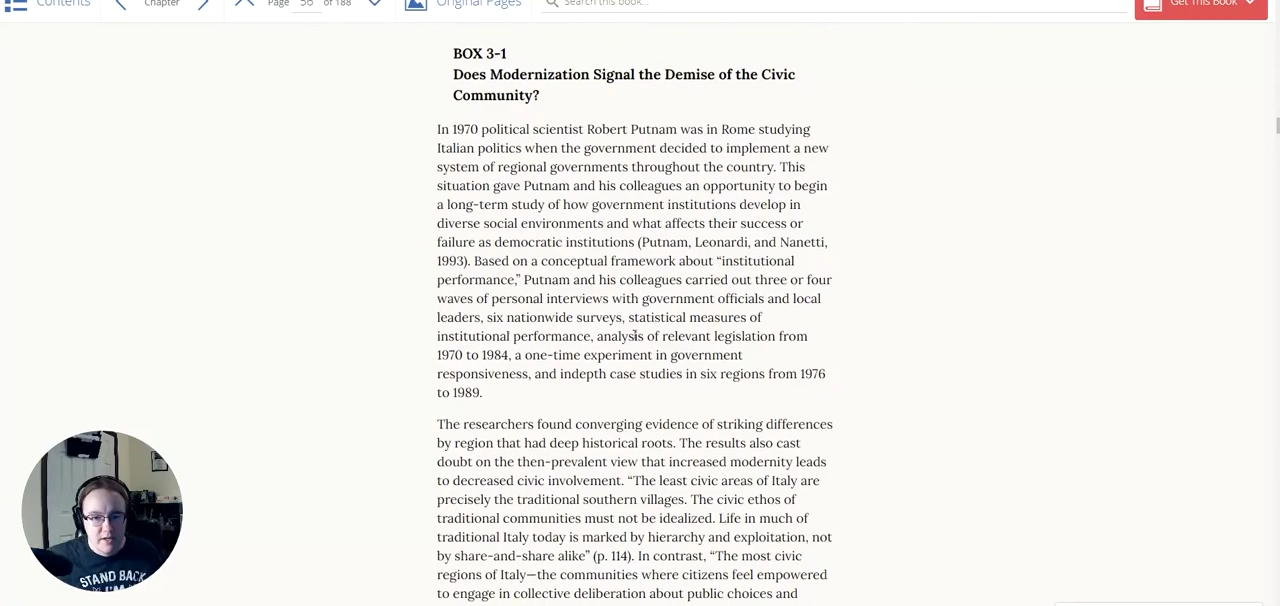 Contents Chapter Page 56 of 188 Original Pages Search this book... Get This Book
BOX 3-1
Does Modernization Signal the Demise of the Civic
Community?
In 1970 political scientist Robert Putnam was in Rome studying
Italian politics when the government decided to implement a new
system of regional governments throughout the country. This
situation gave Putnam and his colleagues an opportunity to begin
a long-term study of how government institutions develop in
diverse social environments and what affects their success or
failure as democratic institutions (Putnam, Leonardi, and Nanetti,
1993). Based on a conceptual framework about “institutional
performance,” Putnam and his colleagues carried out three or four
waves of personal interviews with government officials and local
leaders, six nationwide surveys, statistical measures of
institutional performance, analysis of relevant legislation from
1970 to 1984, a one-time experiment in government
responsiveness, and indepth case studies in six regions from 1976
to 1989.
The researchers found converging evidence of striking differences
by region that had deep historical roots. The results also cast
doubt on the then-prevalent view that increased modernity leads
to decreased civic involvement. “The least civic areas of Italy are
precisely the traditional southern villages. The civic ethos of
traditional communities must not be idealized. Life in much of
traditional Italy today is marked by hierarchy and exploitation, not
by share-and-share alike” (p. 114). In contrast, “The most civic
regions of Italy—the communities where citizens feel empowered
to engage in collective deliberation about public choices and
STAND BACK
I'M